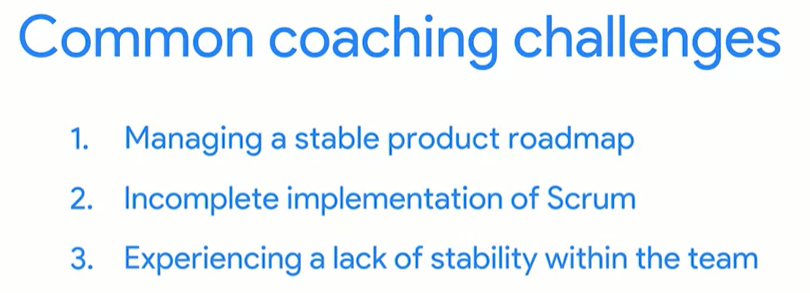 Common coaching challenges
1. Managing a stable product roadmap
2. Incomplete implementation of Scrum
3. Experiencing a lack of stability within the team